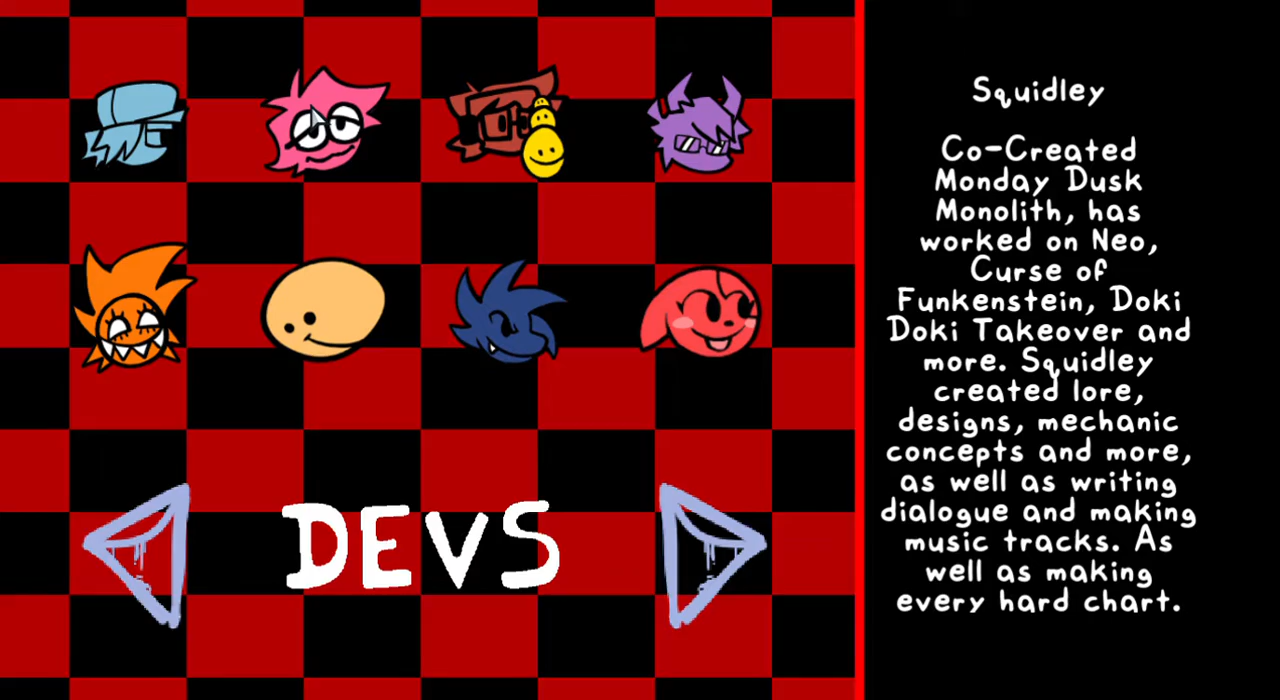 Squidley
Co-Created
Monday Dusk
Monolith, has
worked on Neo,
Curse of
Funkenstein, Doki
Doki Takeover and
more. Squidley
created lore,
designs, mechanic
concepts and more,
as well as writing
dialogue and making
music tracks. As
well as making
every hard chart.
DEVS